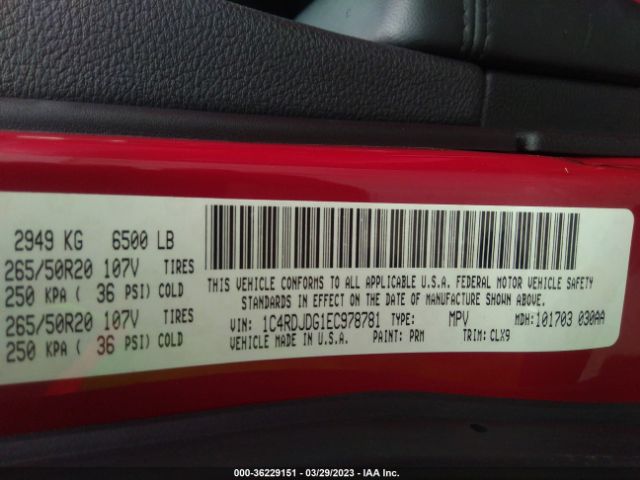 2949 KG 6500 LB
265/50R20 107V TIRES
250 KPA ( 36 PSI) COLD
265/50R20 107V TIRES
250 KPA ( 36 PSI) COLD
THIS VEHICLE CONFORMS TO ALL APPLICABLE U.S.A. FEDERAL MOTOR VEHICLE SAFETY
STANDARDS IN EFFECT ON THE DATE OF MANUFACTURE SHOWN ABOVE.
VIN: 1C4RDJDG1EC978781 TYPE: MPV MDH: 101703 030AA
VEHICLE MADE IN U.S.A. PAINT: PRM TRIM: CLX9
000-36229151 - 03/29/2023 - IAA Inc.